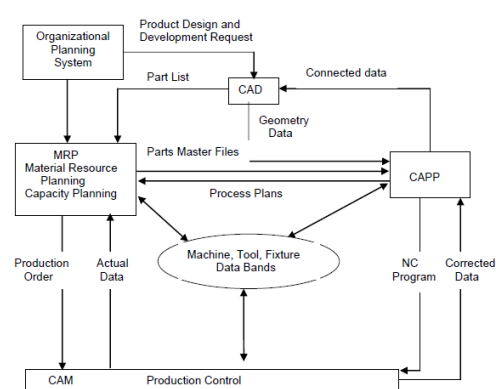 Organizational
Planning
System
Product Design and
Development Request
Part List
CAD
Connected data
Geometry
Data
MRP
Material Resource
Planning
Capacity Planning
Parts Master Files
Process Plans
CAPP
Machine, Tool, Fixture
Data Bands
Production
Order
Actual
Data
NC
Program
Corrected
Data
CAM
Production Control